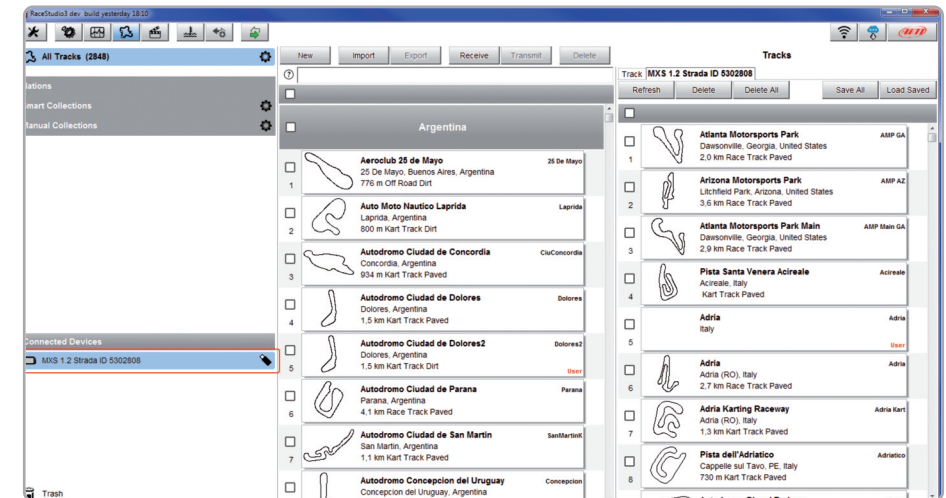 RaceStudio3 dev build yesterday 18:10
All Tracks (2848)
lations
mart Collections
lanual Collections
Connected Devices
MXS 1.2 Strada ID 5302808
Trash
New Import Export Receive Transmit Delete
Argentina
Aeroclub 25 de Mayo 25 De Mayo
25 De Mayo, Buenos Aires, Argentina
1 776 m Off Road Dirt
Auto Moto Nautico Laprida Laprida
Laprida, Argentina
2 800 m Kart Track Dirt
Autodromo Ciudad de Concordia CiuConcordia
Concordia, Argentina
3 934 m Kart Track Paved
Autodromo Ciudad de Dolores Dolores
Dolores, Argentina
4 1,5 km Kart Track Paved
Autodromo Ciudad de Dolores2 Dolores2
Dolores, Argentina
5 1,5 km Kart Track Dirt User
Autodromo Ciudad de Parana Parana
Parana, Argentina
6 4,1 km Race Track Paved
Autodromo Ciudad de San Martin SanMartinK
San Martin, Argentina
7 1,1 km Kart Track Paved
Autodromo Concepcion del Uruguay Concepcion
Concepcion del Uruguay, Argentina
Tracks
Track MXS 1.2 Strada ID 5302808
Refresh Delete Delete All Save All Load Saved
Atlanta Motorsports Park AMP GA
Dawsonville, Georgia, United States
1 2,0 km Race Track Paved
Arizona Motorsports Park AMP AZ
Litchfield Park, Arizona, United States
2 3,6 km Race Track Paved
Atlanta Motorsports Park Main AMP Main GA
Dawsonville, Georgia, United States
3 2,9 km Race Track Paved
Pista Santa Venera Acireale Acireale
Acireale, Italy
4 Kart Track Paved
Adria Adria
Italy
5 User
Adria Adria
Adria (RO), Italy
6 2,7 km Race Track Paved
Adria Karting Raceway Adria Kart
Adria (RO), Italy
7 1,3 km Kart Track Paved
Pista dell'Adriatico Adriatico
Cappelle sul Tavo, PE, Italy
8 730 m Kart Track Paved